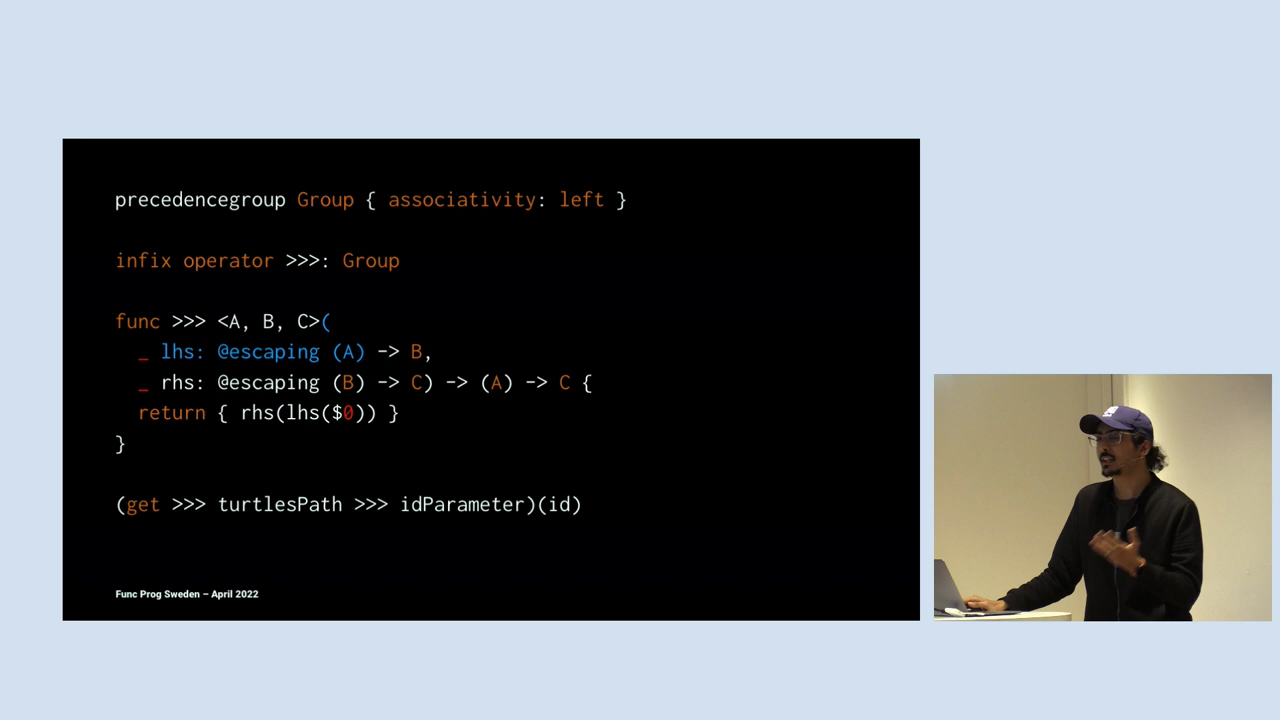 precedencegroup Group { associativity: left }
infix operator >>>: Group
func >>> <A, B, C>(
_ lhs: @escaping (A) -> B,
_ rhs: @escaping (B) -> C) -> (A) -> C {
return { rhs(lhs($0)) }
}
(get >>> turtlesPath >>> idParameter)(id)
Func Prog Sweden – April 2022